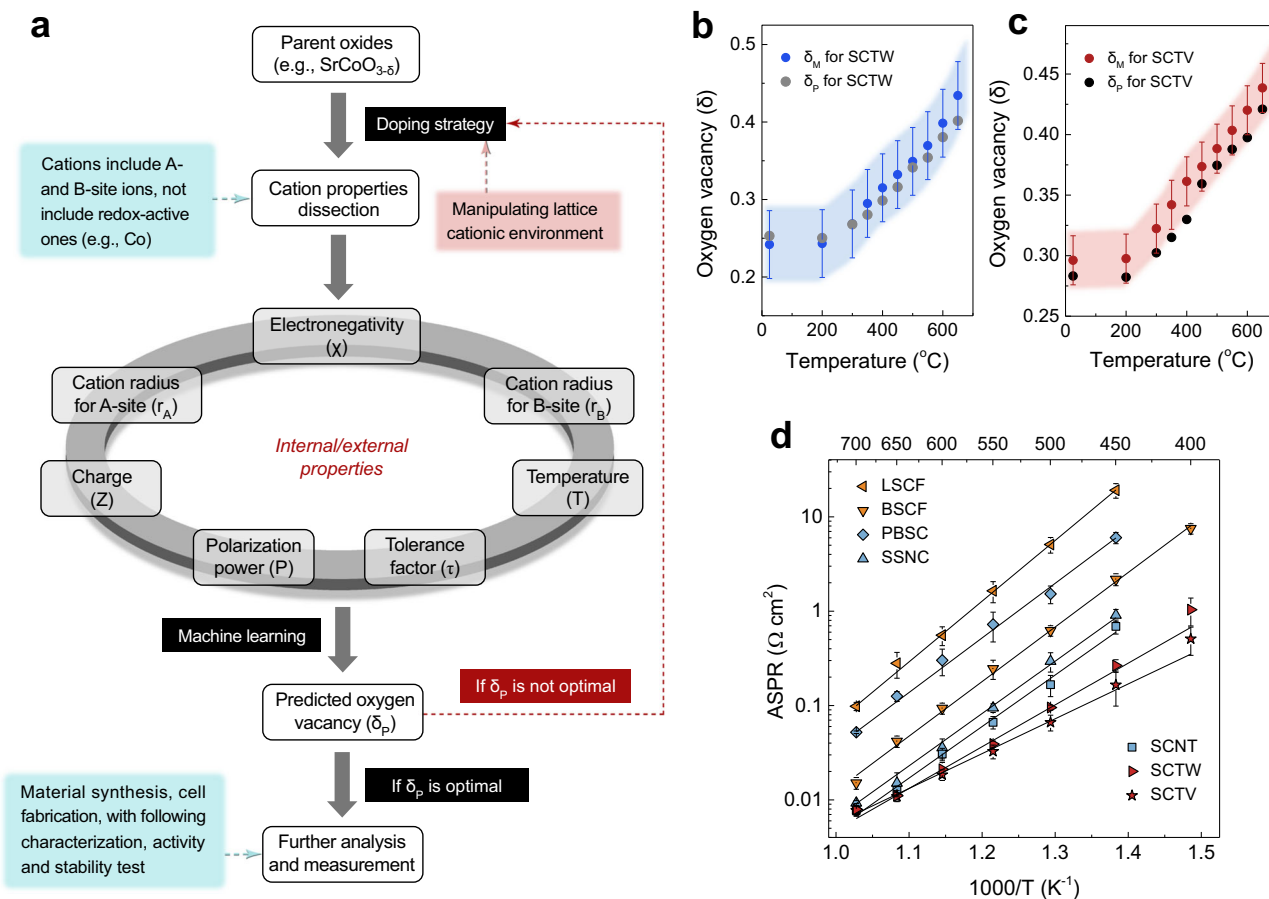 a
Parent oxides
(e.g., SrCoO3-δ)
Doping strategy
Cations include A-
and B-site ions, not
include redox-active
ones (e.g., Co)
Cation properties
dissection
Manipulating lattice
cationic environment
Electronegativity
(χ)
Cation radius
for A-site (rA)
Cation radius
for B-site (rB)
Internal/external
properties
Charge
(Z)
Temperature
(T)
Polarization
power (P)
Tolerance
factor (τ)
Machine learning
Predicted oxygen
vacancy (δP)
If δP is not optimal
If δP is optimal
Material synthesis, cell
fabrication, with following
characterization, activity
and stability test
Further analysis
and measurement
b
δM for SCTW
δP for SCTW
Oxygen vacancy (δ)
0.5
0.4
0.3
0.2
0 200 400 600
Temperature (oC)
c
δM for SCTV
δP for SCTV
Oxygen vacancy (δ)
0.45
0.40
0.35
0.30
0.25
0 200 400 600
Temperature (oC)
d
700 650 600 550 500 450 400
LSCF
BSCF
PBSC
SSNC
SCNT
SCTW
SCTV
ASPR (Ω cm2)
10
1
0.1
0.01
1.1 1.2 1.3 1.4 1.5
1000/T (K-1)